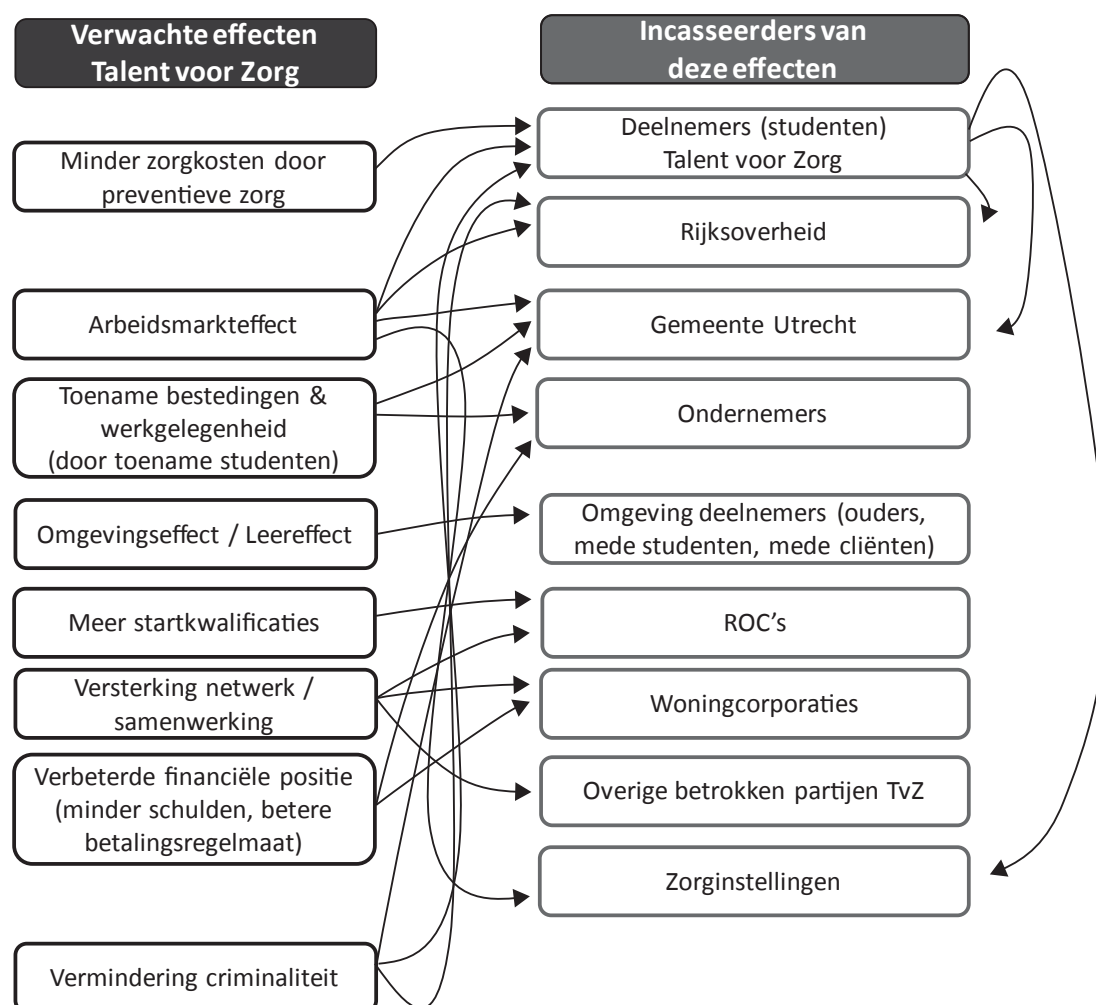 Verwachte effecten
Talent voor Zorg
Minder zorgkosten door
preventieve zorg
Arbeidsmarkteffect
Toename bestedingen &
werkgelegenheid
(door toename studenten)
Omgevingseffect / Leereffect
Meer startkwalificaties
Versterking netwerk /
samenwerking
Verbeterde financiële positie
(minder schulden, betere
betalingsregelmaat)
Vermindering criminaliteit
Incasseerders van
deze effecten
Deelnemers (studenten)
Talent voor Zorg
Rijksoverheid
Gemeente Utrecht
Ondernemers
Omgeving deelnemers (ouders,
mede studenten, mede cliënten)
ROC's
Woningcorporaties
Overige betrokken partijen TvZ
Zorginstellingen